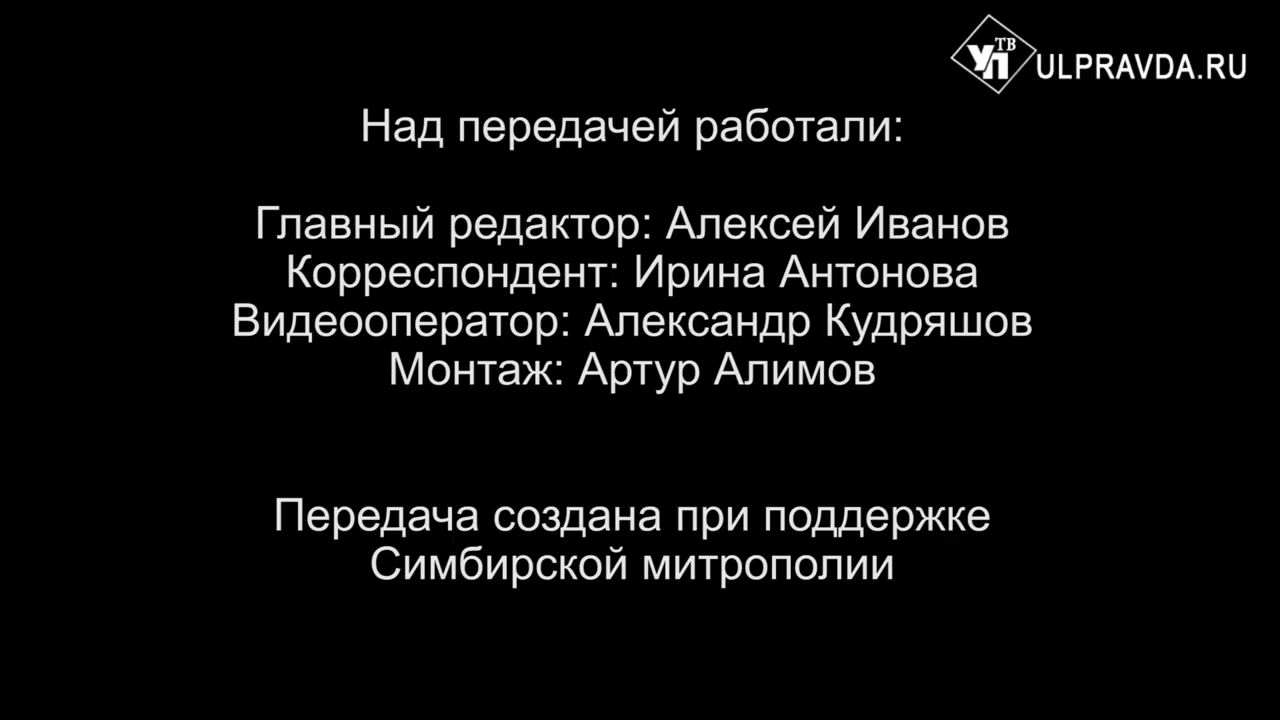 УП ТВ ULPRAVDA.RU
Над передачей работали:
Главный редактор: Алексей Иванов
Корреспондент: Ирина Антонова
Видеооператор: Александр Кудряшов
Монтаж: Артур Алимов
Передача создана при поддержке
Симбирской митрополии